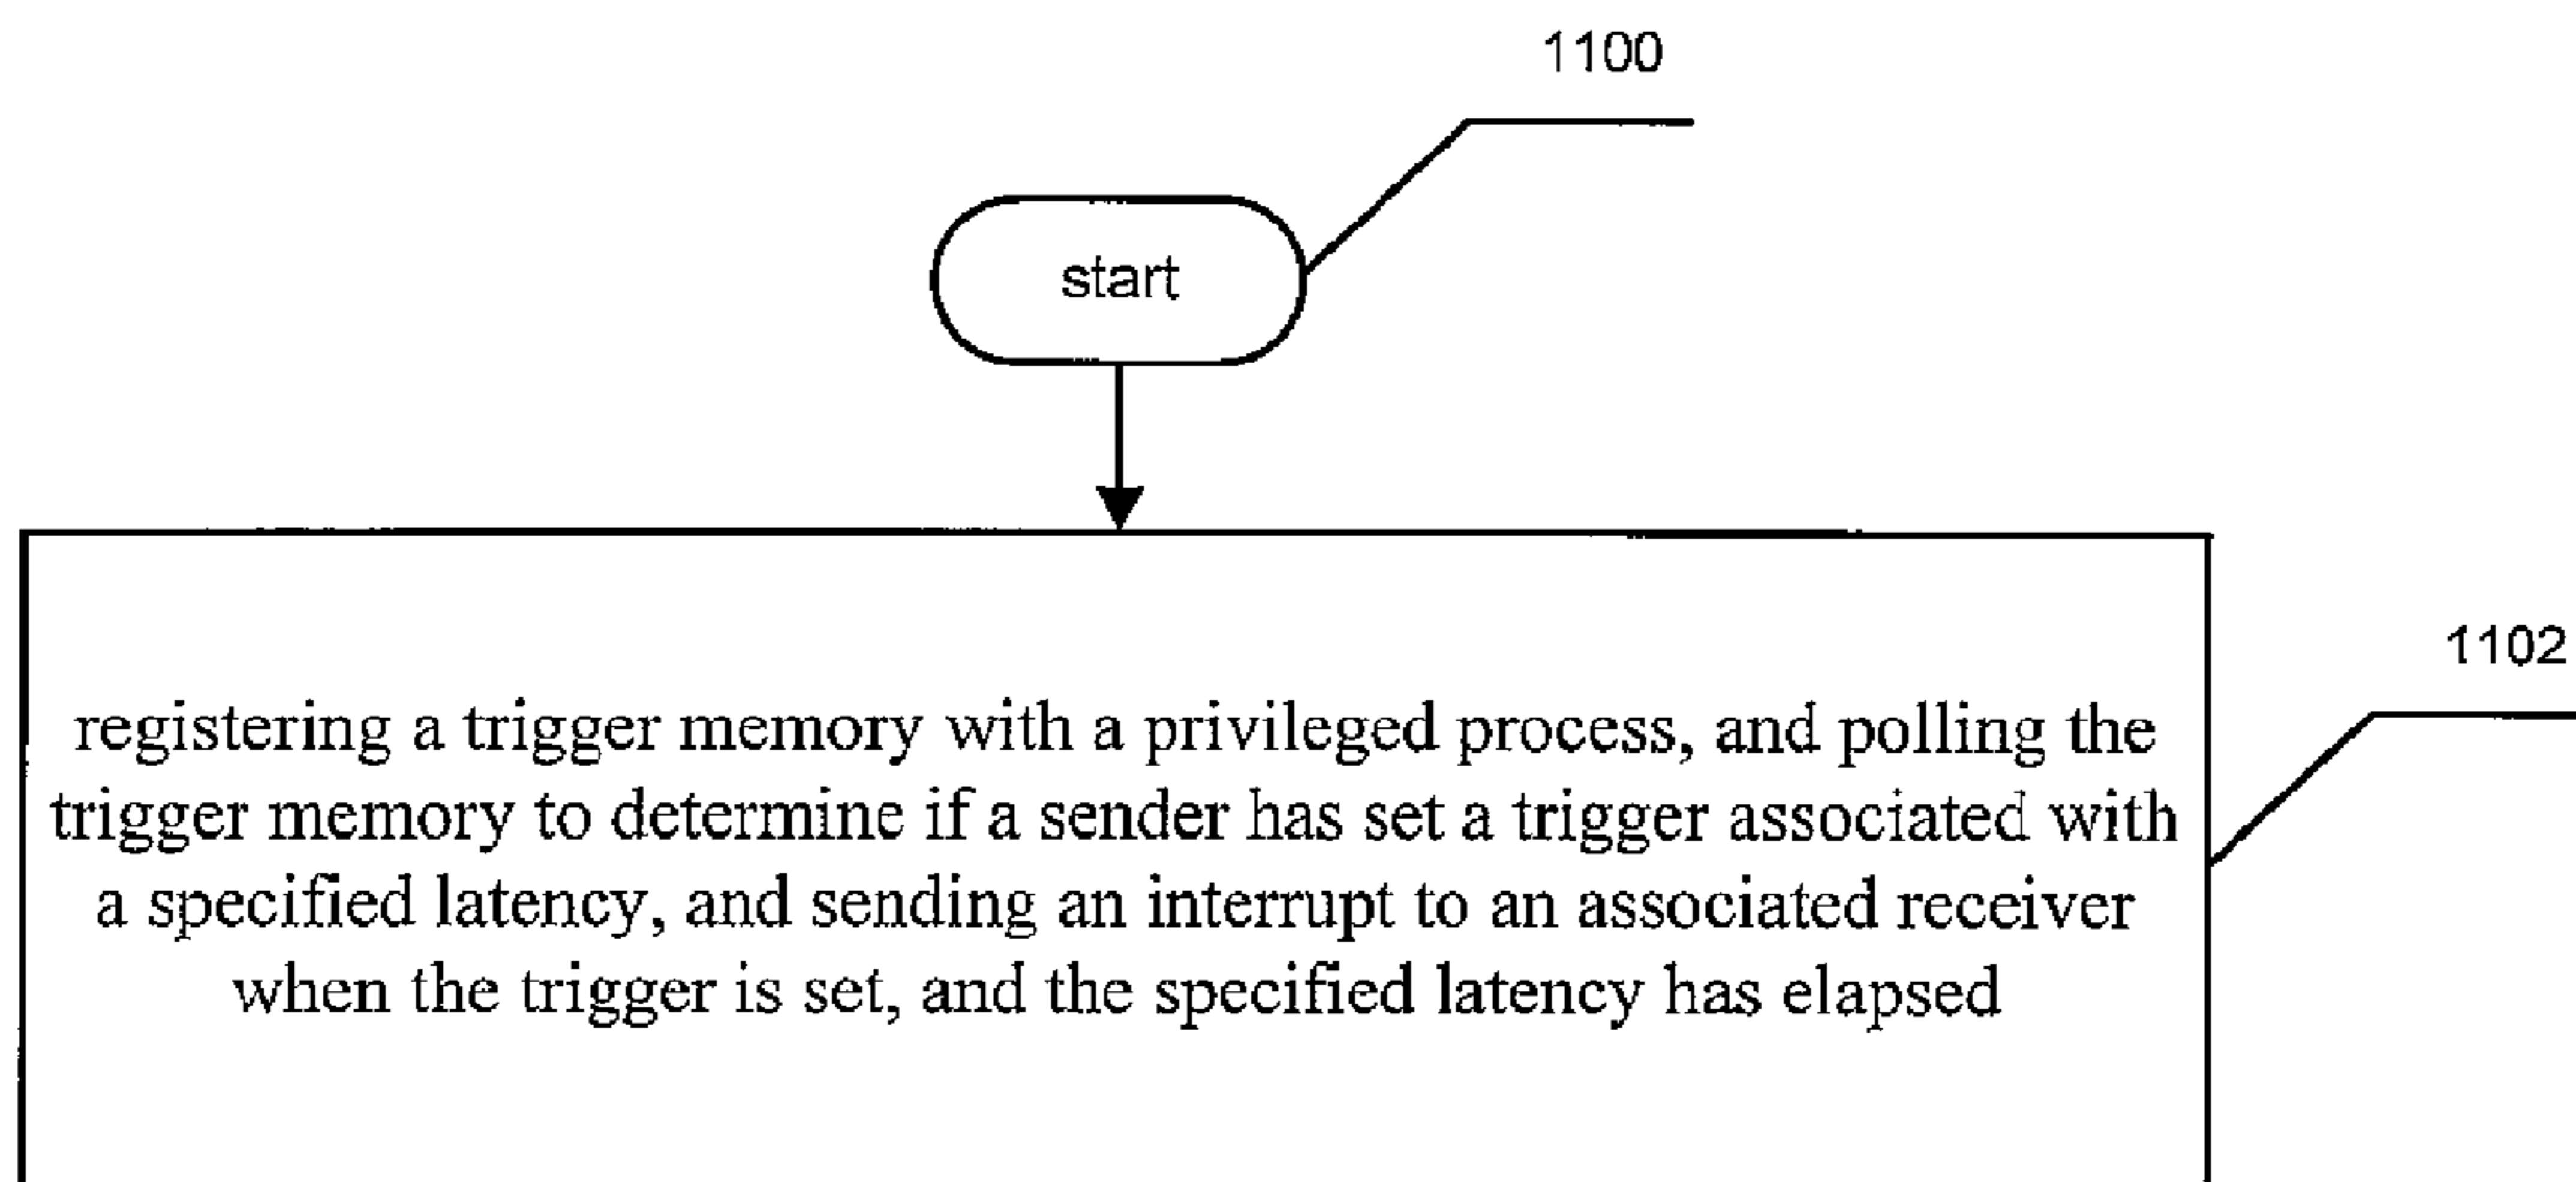 1100
start
1102
registering a trigger memory with a privileged process, and polling the
trigger memory to determine if a sender has set a trigger associated with
a specified latency, and sending an interrupt to an associated receiver
when the trigger is set, and the specified latency has elapsed